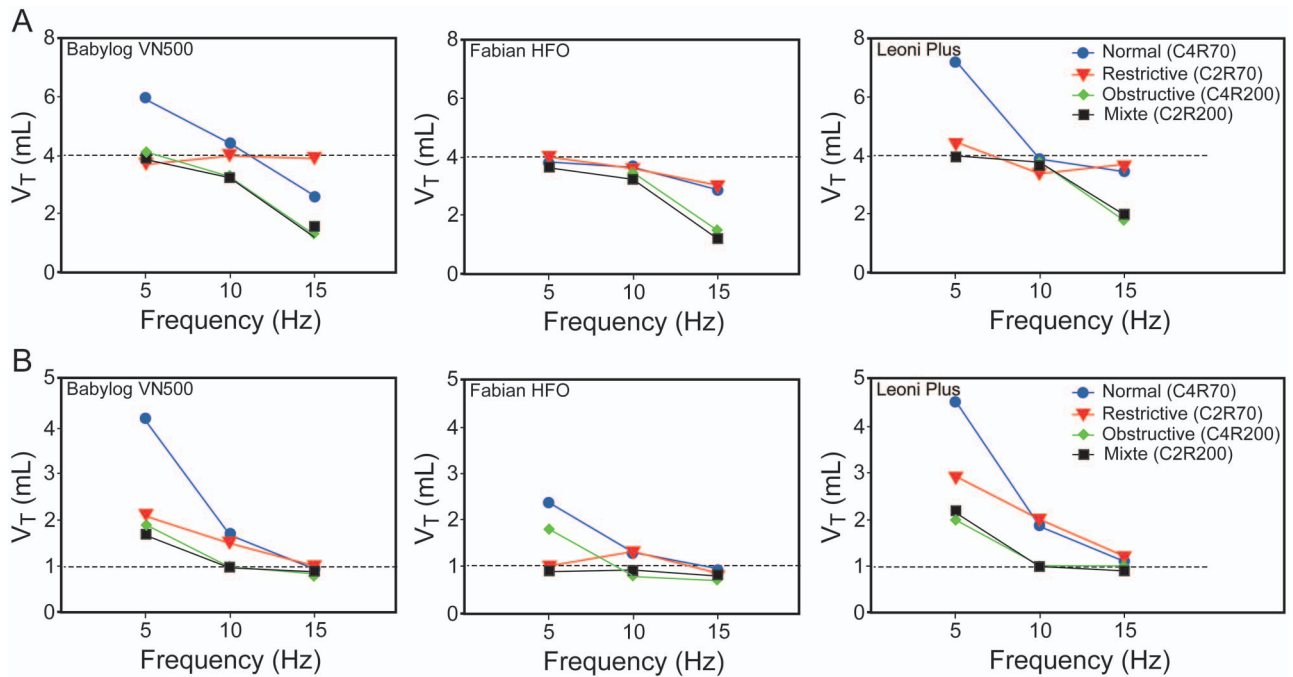 A
Babylog VN500
8
6
4
2
0
V_T (mL)
5 10 15
Frequency (Hz)
Fabian HFO
8
6
4
2
0
V_T (mL)
5 10 15
Frequency (Hz)
Leoni Plus
8
6
4
2
0
V_T (mL)
Normal (C4R70)
Restrictive (C2R70)
Obstructive (C4R200)
Mixte (C2R200)
5 10 15
Frequency (Hz)
B
Babylog VN500
5
4
3
2
1
0
V_T (mL)
5 10 15
Frequency (Hz)
Fabian HFO
5
4
3
2
1
0
V_T (mL)
5 10 15
Frequency (Hz)
Leoni Plus
5
4
3
2
1
0
V_T (mL)
Normal (C4R70)
Restrictive (C2R70)
Obstructive (C4R200)
Mixte (C2R200)
5 10 15
Frequency (Hz)